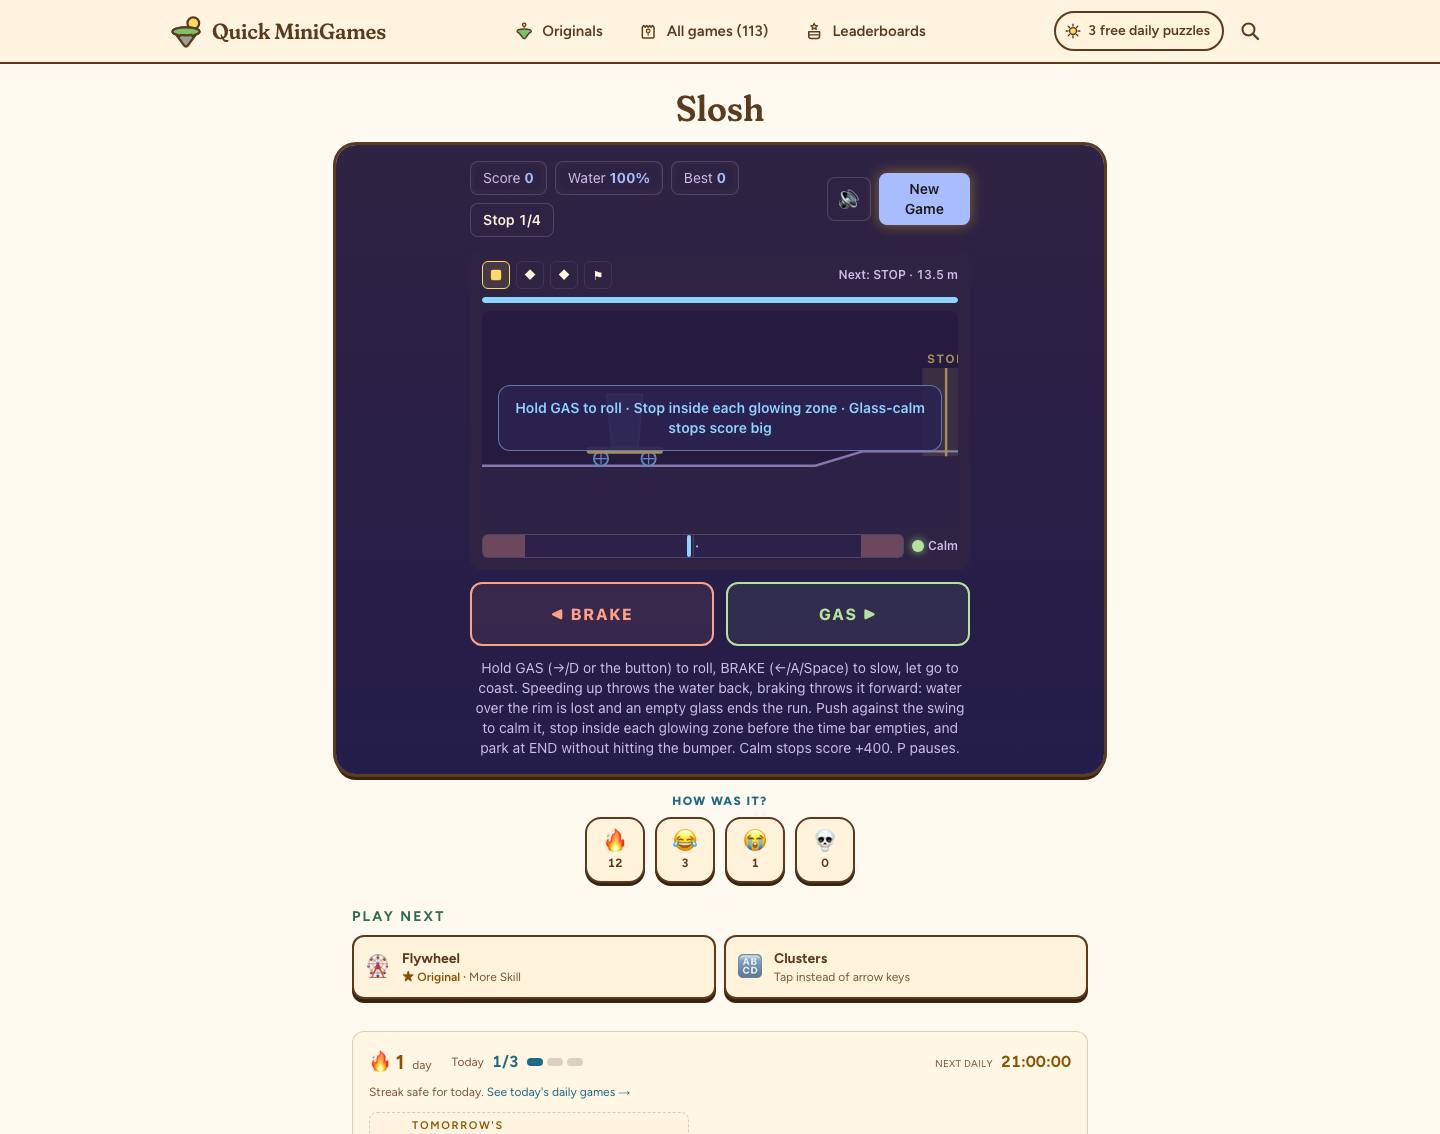 Quick MiniGames
Originals
All games (113)
Leaderboards
3 free daily puzzles
Slosh
Score 0
Water 100%
Best 0
Stop 1/4
New
Game
Next: STOP · 13.5 m
STOP
Hold GAS to roll · Stop inside each glowing zone · Glass-calm
stops score big
Calm
◄ BRAKE
GAS ►
Hold GAS (→/D or the button) to roll, BRAKE (←/A/Space) to slow, let go to
coast. Speeding up throws the water back, braking throws it forward: water
over the rim is lost and an empty glass ends the run. Push against the swing
to calm it, stop inside each glowing zone before the time bar empties, and
park at END without hitting the bumper. Calm stops score +400. P pauses.
HOW WAS IT?
12
3
1
0
PLAY NEXT
Flywheel
★ Original · More Skill
ABCD
Clusters
Tap instead of arrow keys
1 day
Today 1/3
NEXT DAILY 21:00:00
Streak safe for today. See today's daily games →
TOMORROW'S